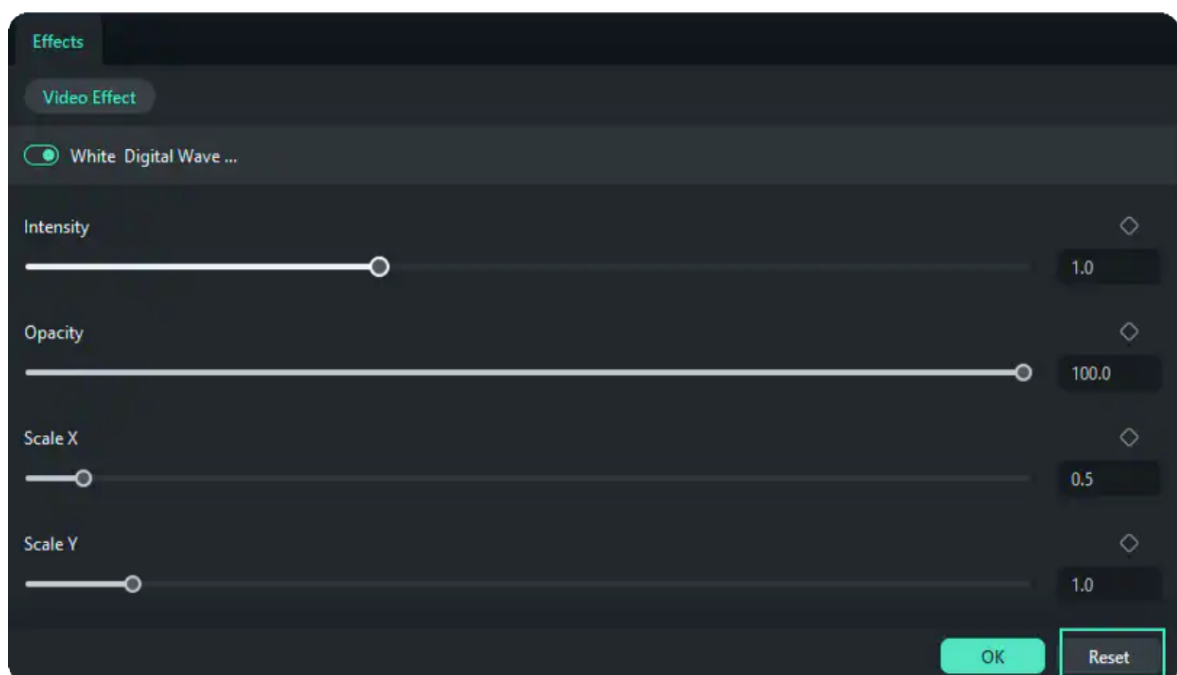 Effects
Video Effect
White Digital Wave ...
Intensity
1.0
Opacity
100.0
Scale X
0.5
Scale Y
1.0
OK Reset